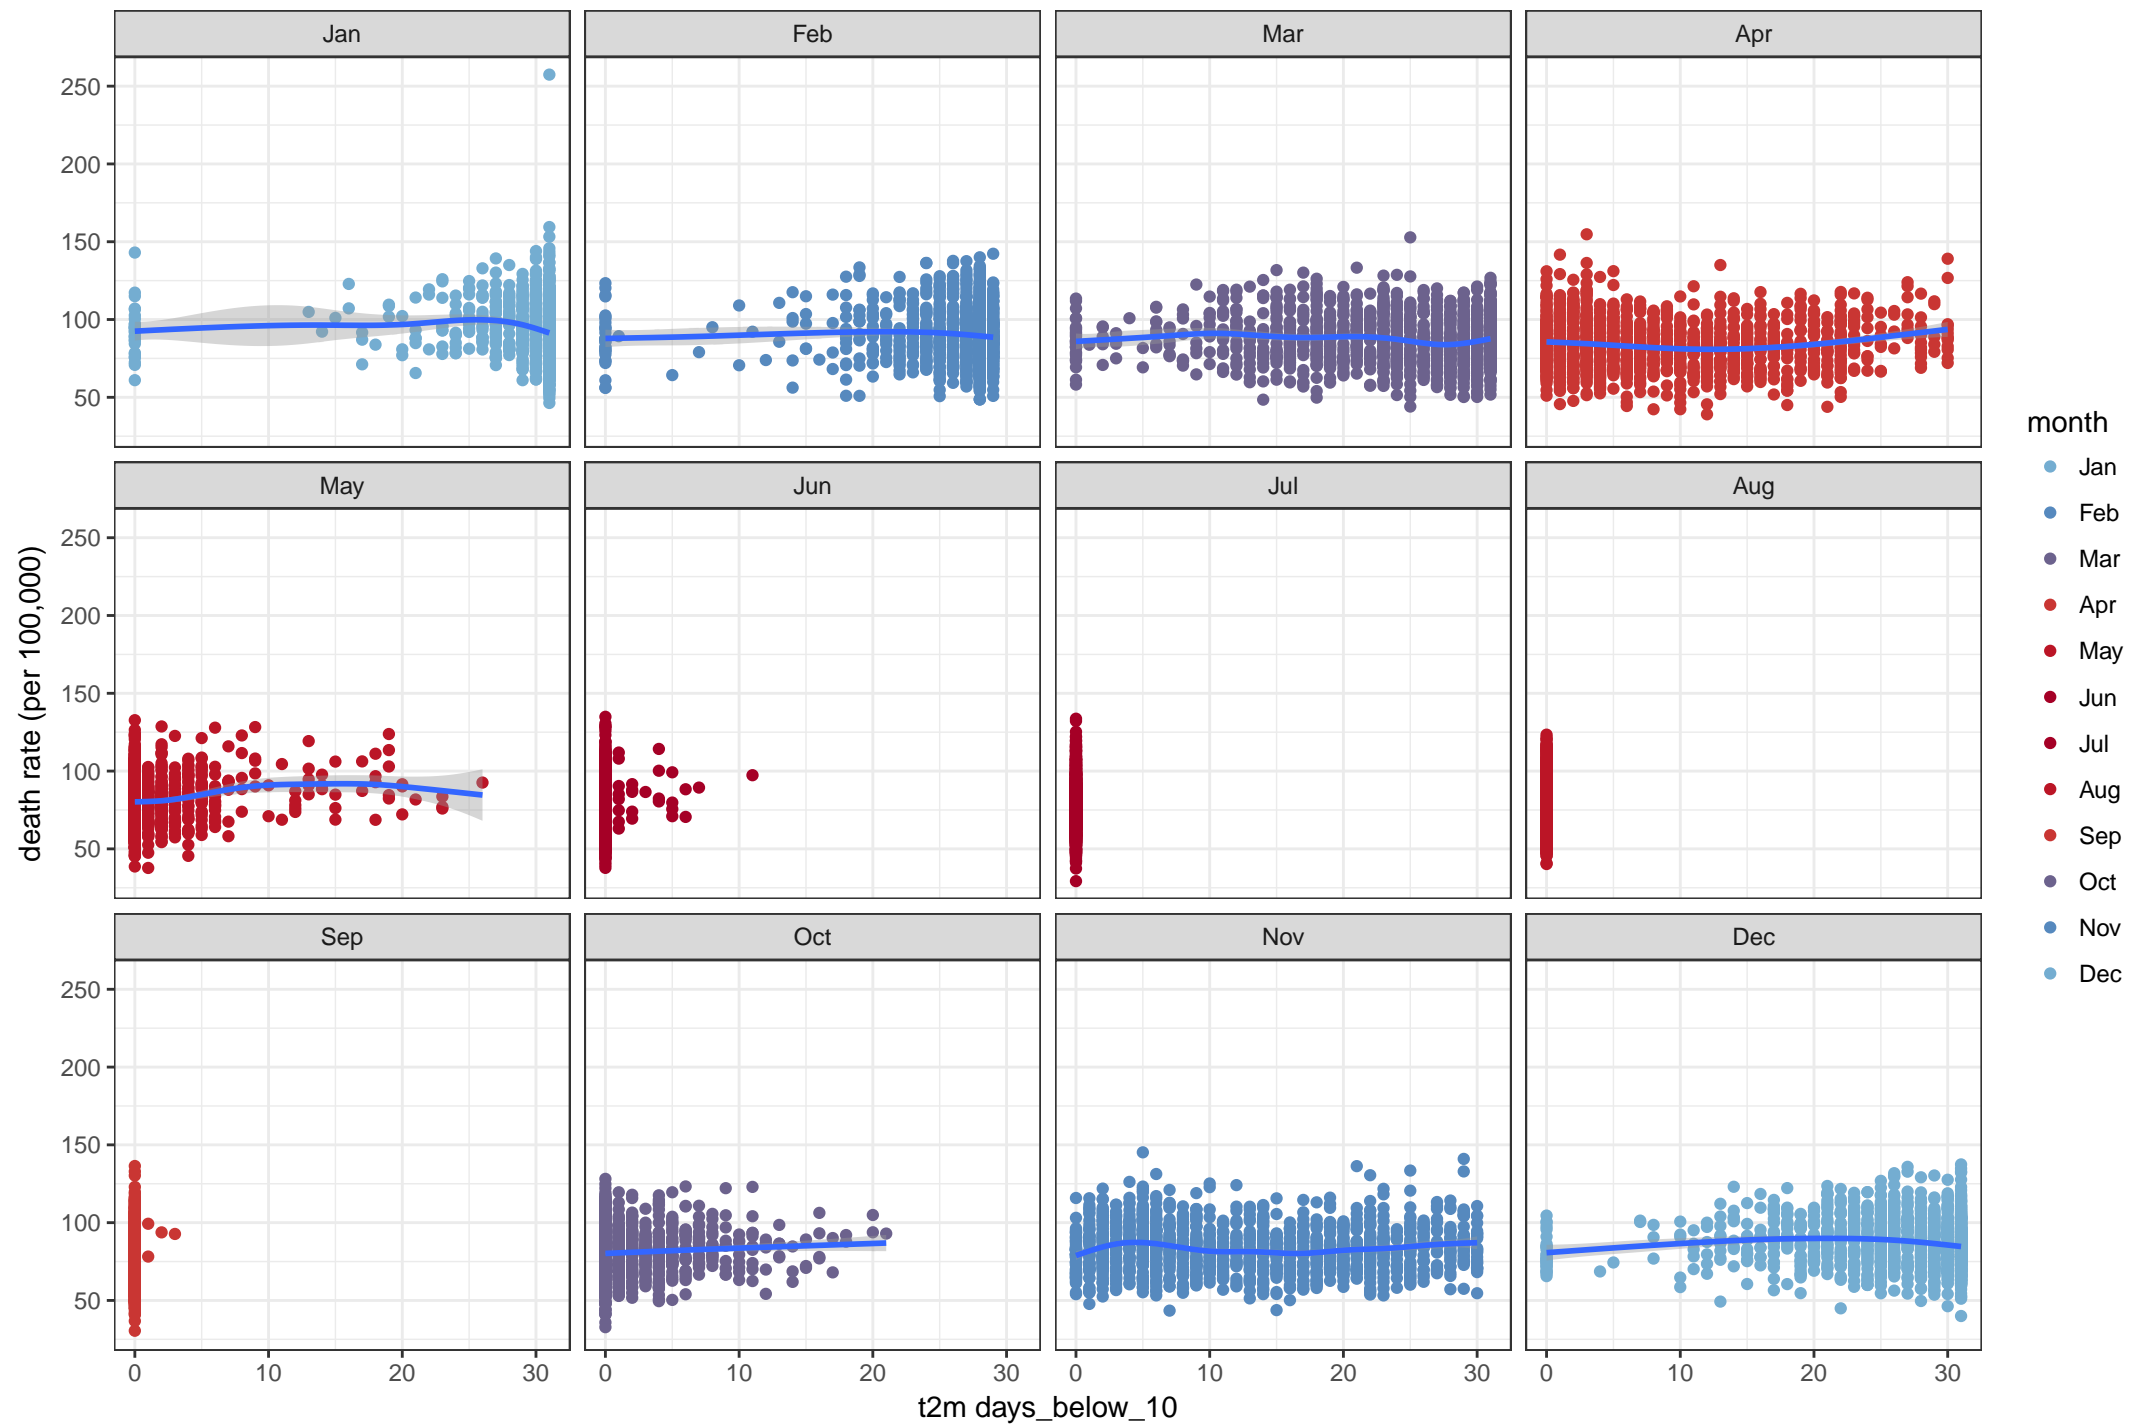 Jan Feb Mar Apr
250
200
150
100
50
May Jun Jul Aug
250
200
150
100
50
Sep Oct Nov Dec
250
200
150
100
50
0 10 20 30 0 10 20 30 0 10 20 30 0 10 20 30
t2m days_below_10
death rate (per 100,000)
month
Jan
Feb
Mar
Apr
May
Jun
Jul
Aug
Sep
Oct
Nov
Dec